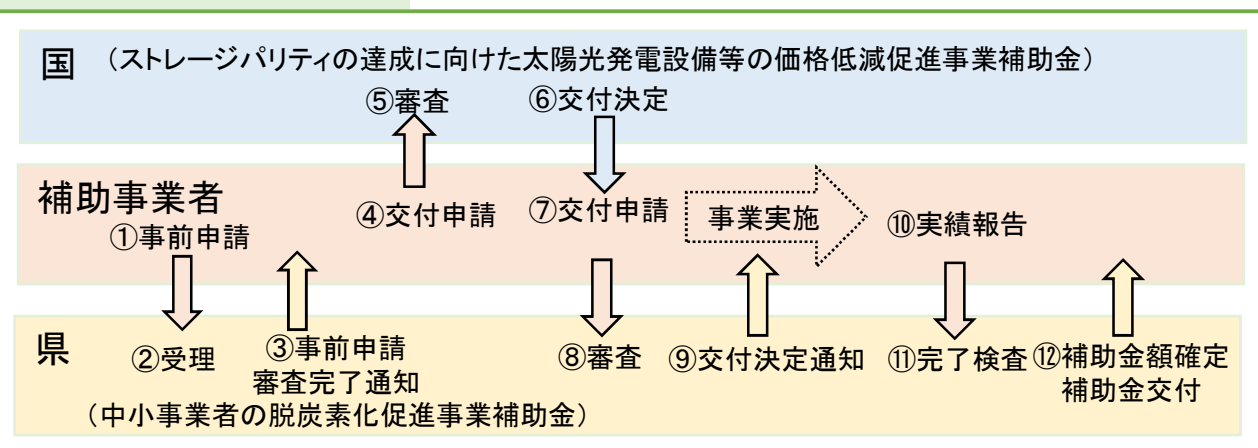 国 （ストレージパリティの達成に向けた太陽光発電設備等の価格低減促進事業補助金）
⑤審査 ⑥交付決定
補助事業者
①事前申請
④交付申請 ⑦交付申請 事業実施 ⑩実績報告
県
②受理
③事前申請
審査完了通知
⑧審査 ⑨交付決定通知 ⑪完了検査
⑫補助金額確定
補助金交付
（中小事業者の脱炭素化促進事業補助金）